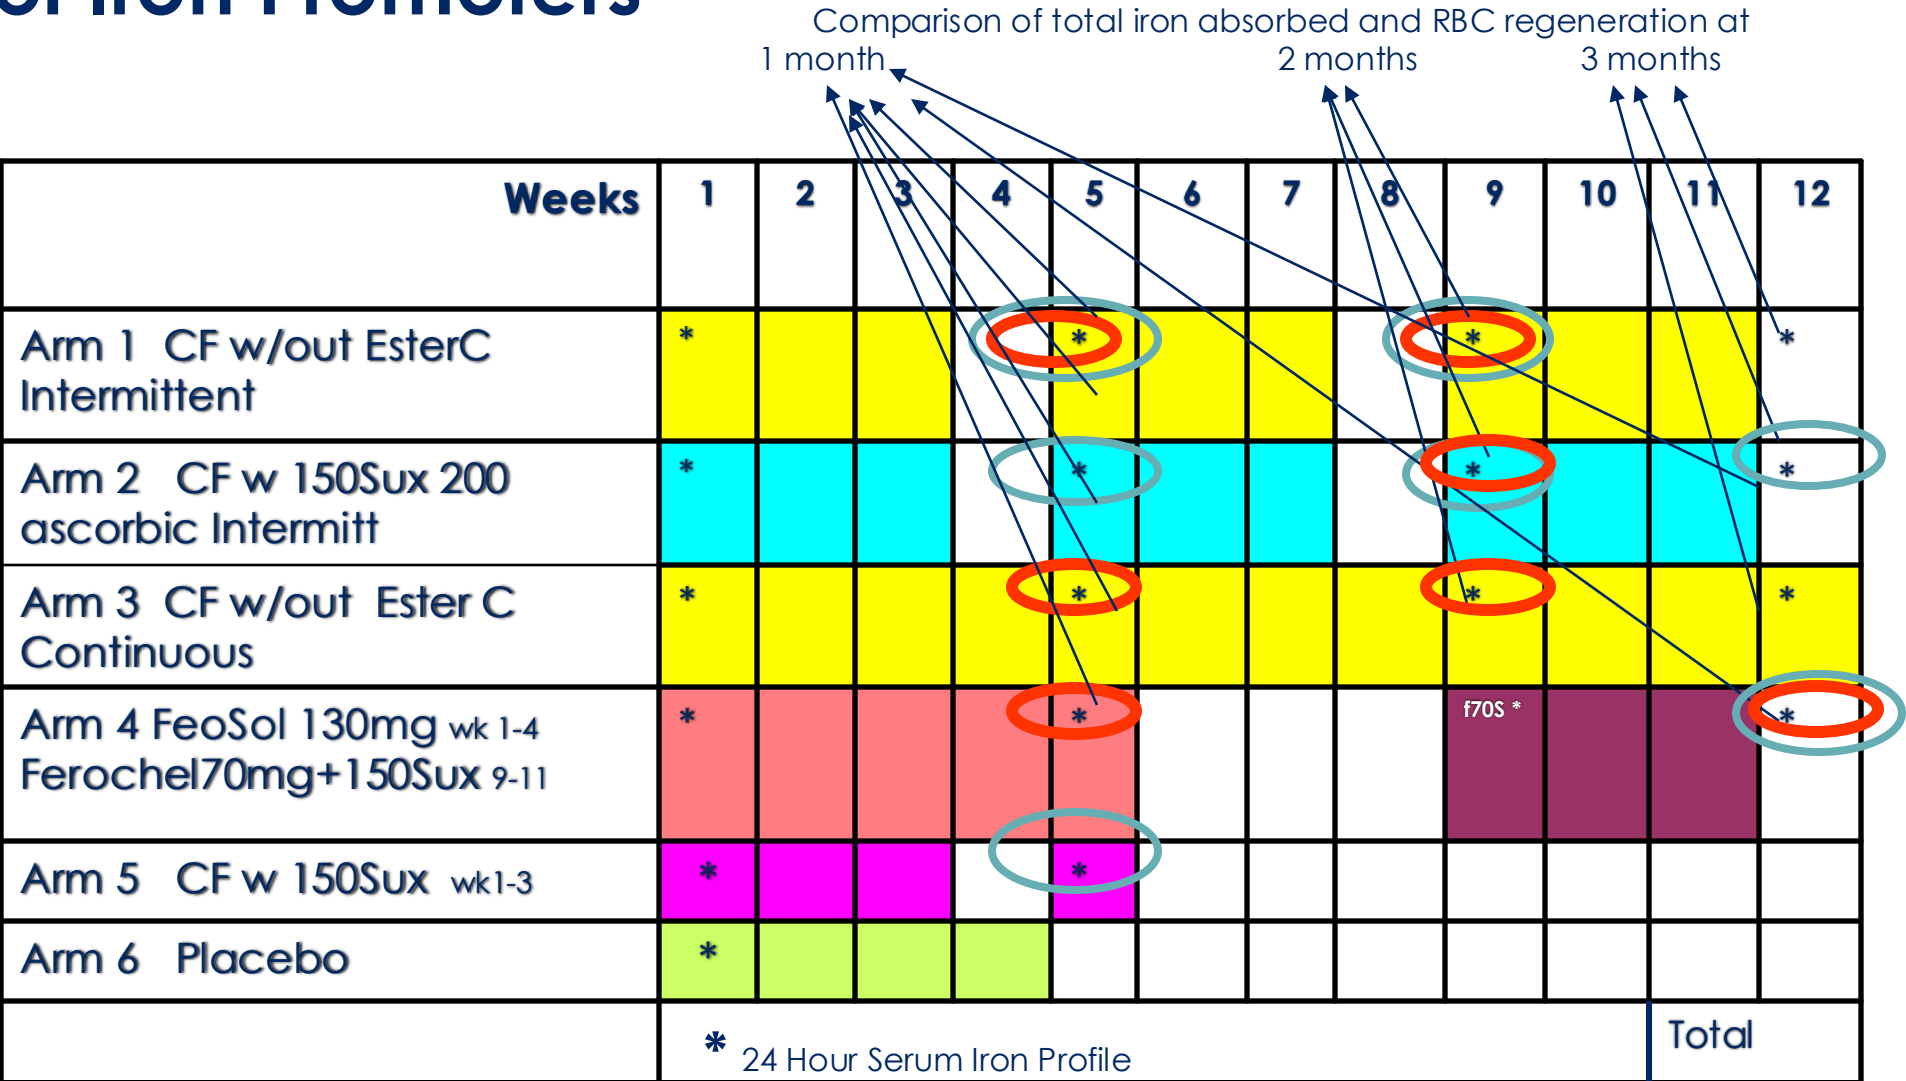 Comparison of total iron absorbed and RBC regeneration at
1 month 2 months 3 months
Weeks 1 2 3 4 5 6 7 8 9 10 11 12
Arm 1 CF w/out EsterC * * * *
Intermittent
Arm 2 CF w 150Sux 200 * * * *
ascorbic Intermitt
Arm 3 CF w/out Ester C * * * *
Continuous
Arm 4 FeoSol 130mg wk 1-4 * * f70S * *
Ferochel70mg+150Sux 9-11
Arm 5 CF w 150Sux wk1-3 * *
Arm 6 Placebo *
* 24 Hour Serum Iron Profile
Total